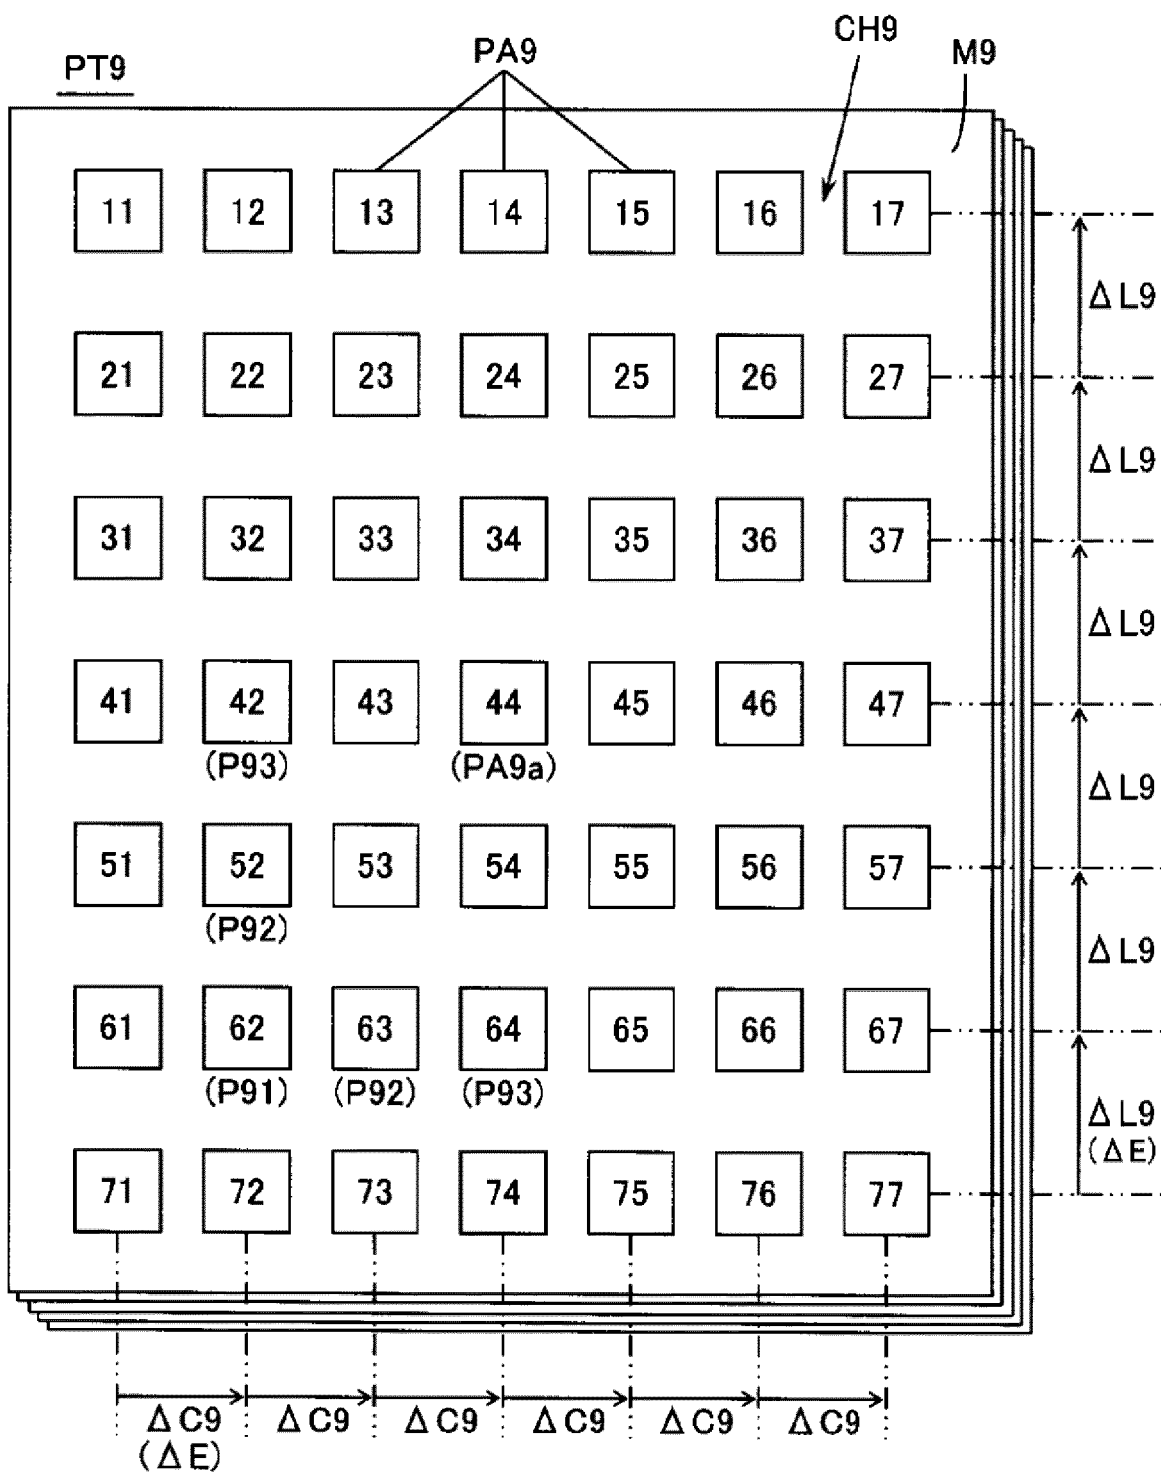 PT9 PA9 CH9 M9
11 12 13 14 15 16 17
ΔL9
21 22 23 24 25 26 27
ΔL9
31 32 33 34 35 36 37
ΔL9
41 42 43 44 45 46 47
(P93) (PA9a)
ΔL9
51 52 53 54 55 56 57
(P92)
ΔL9
61 62 63 64 65 66 67
(P91) (P92) (P93)
ΔL9
(ΔE)
71 72 73 74 75 76 77
ΔC9 ΔC9 ΔC9 ΔC9 ΔC9 ΔC9
(ΔE)